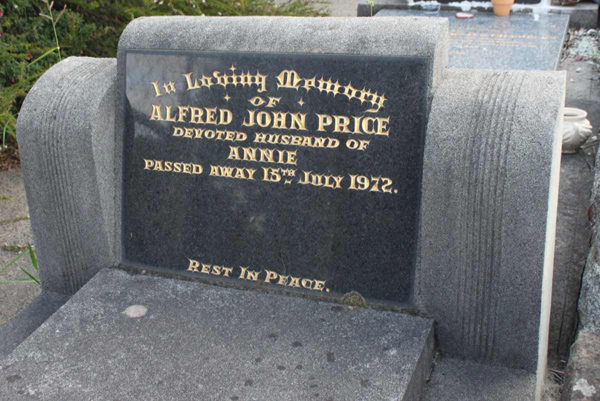 In Loving Memory
OF
ALFRED JOHN PRICE
DEVOTED HUSBAND OF
ANNIE
PASSED AWAY 15TH JULY 1972.
REST IN PEACE.